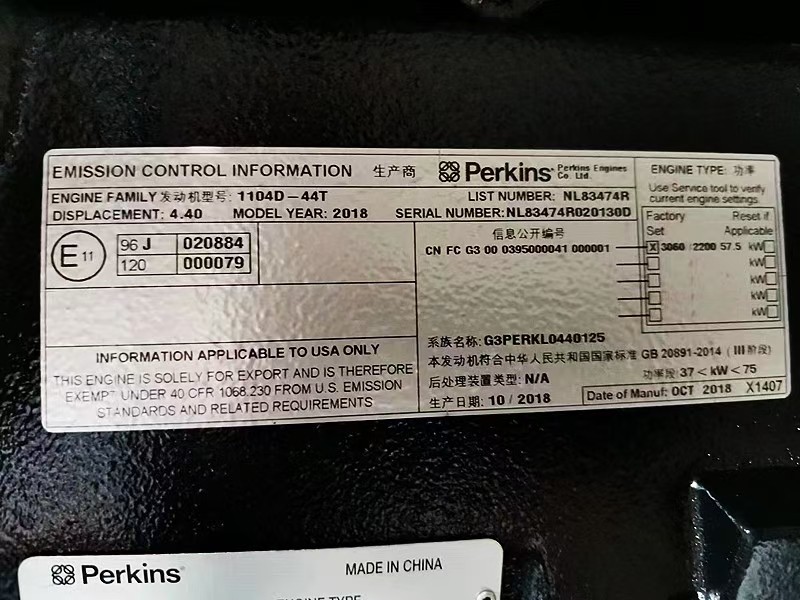 EMISSION CONTROL INFORMATION 生产商 Perkins Perkins Engines Co. Ltd.
ENGINE FAMILY 发动机型号: 1104D-44T LIST NUMBER: NL83474R
DISPLACEMENT: 4.40 MODEL YEAR: 2018 SERIAL NUMBER: NL83474R020130D
ENGINE TYPE: 功率
Use Service tool to verify
current engine settings.
Factory Set Reset if Applicable
X 3060 2200 57.5 kW
kW
kW
kW
kW
E 11
96 J 020884
120 000079
信息公开编号
CN FC G3 00 0395000041 000001
INFORMATION APPLICABLE TO USA ONLY
THIS ENGINE IS SOLELY FOR EXPORT AND IS THEREFORE
EXEMPT UNDER 40 CFR 1068.230 FROM U.S. EMISSION
STANDARDS AND RELATED REQUIREMENTS
系族名称: G3PERKL0440125
本发动机符合中华人民共和国国家标准 GB 20891-2014 (III阶段)
后处理装置类型: N/A 功率段: 37<kW<75
生产日期: 10/2018 Date of Manuf: OCT 2018 X1407
Perkins MADE IN CHINA